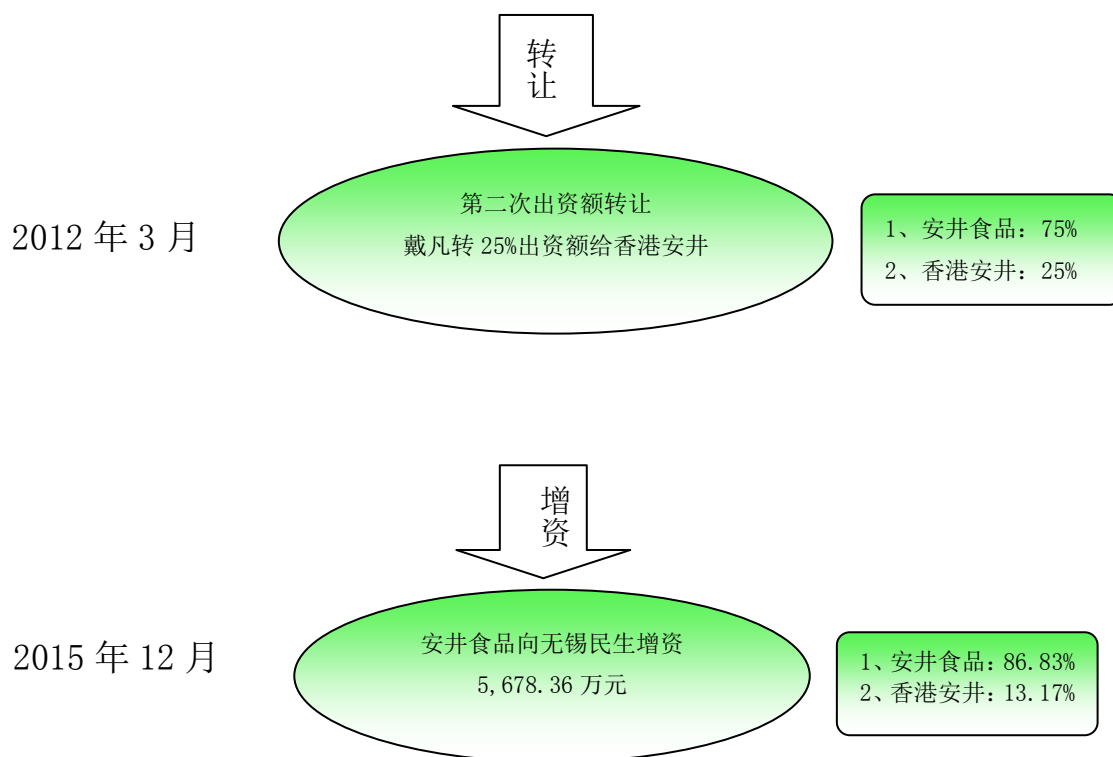 转
让
第二次出资额转让
2012 年 3 月
戴凡转 25%出资额给香港安井
1、安井食品：75%
2、香港安井：25%
增
资
安井食品向无锡民生增资
2015 年 12 月
5,678.36 万元
1、安井食品：86.83%
2、香港安井：13.17%